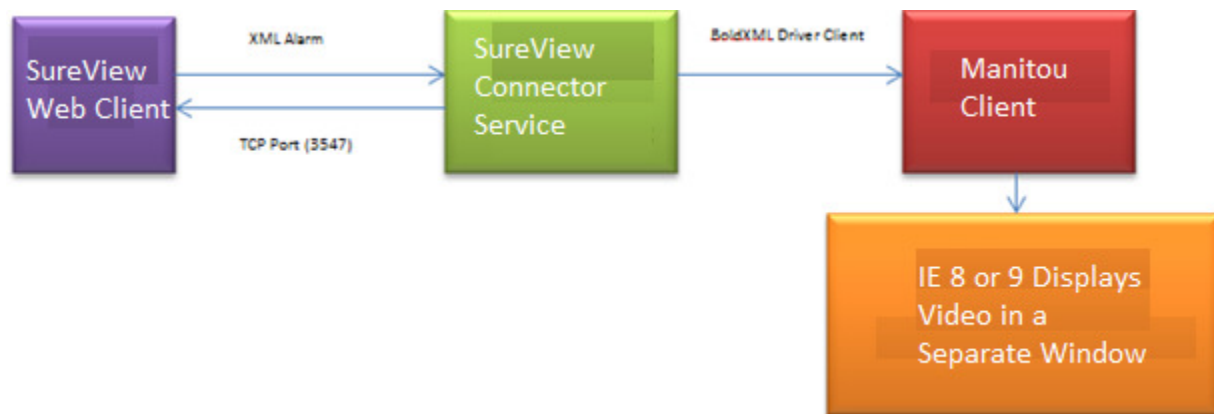 XML Alarm
BoldXML Driver Client
SureView
Web Client
SureView
Connector
Service
Manitou
Client
TCP Port (3547)
IE 8 or 9 Displays
Video in a
Separate Window